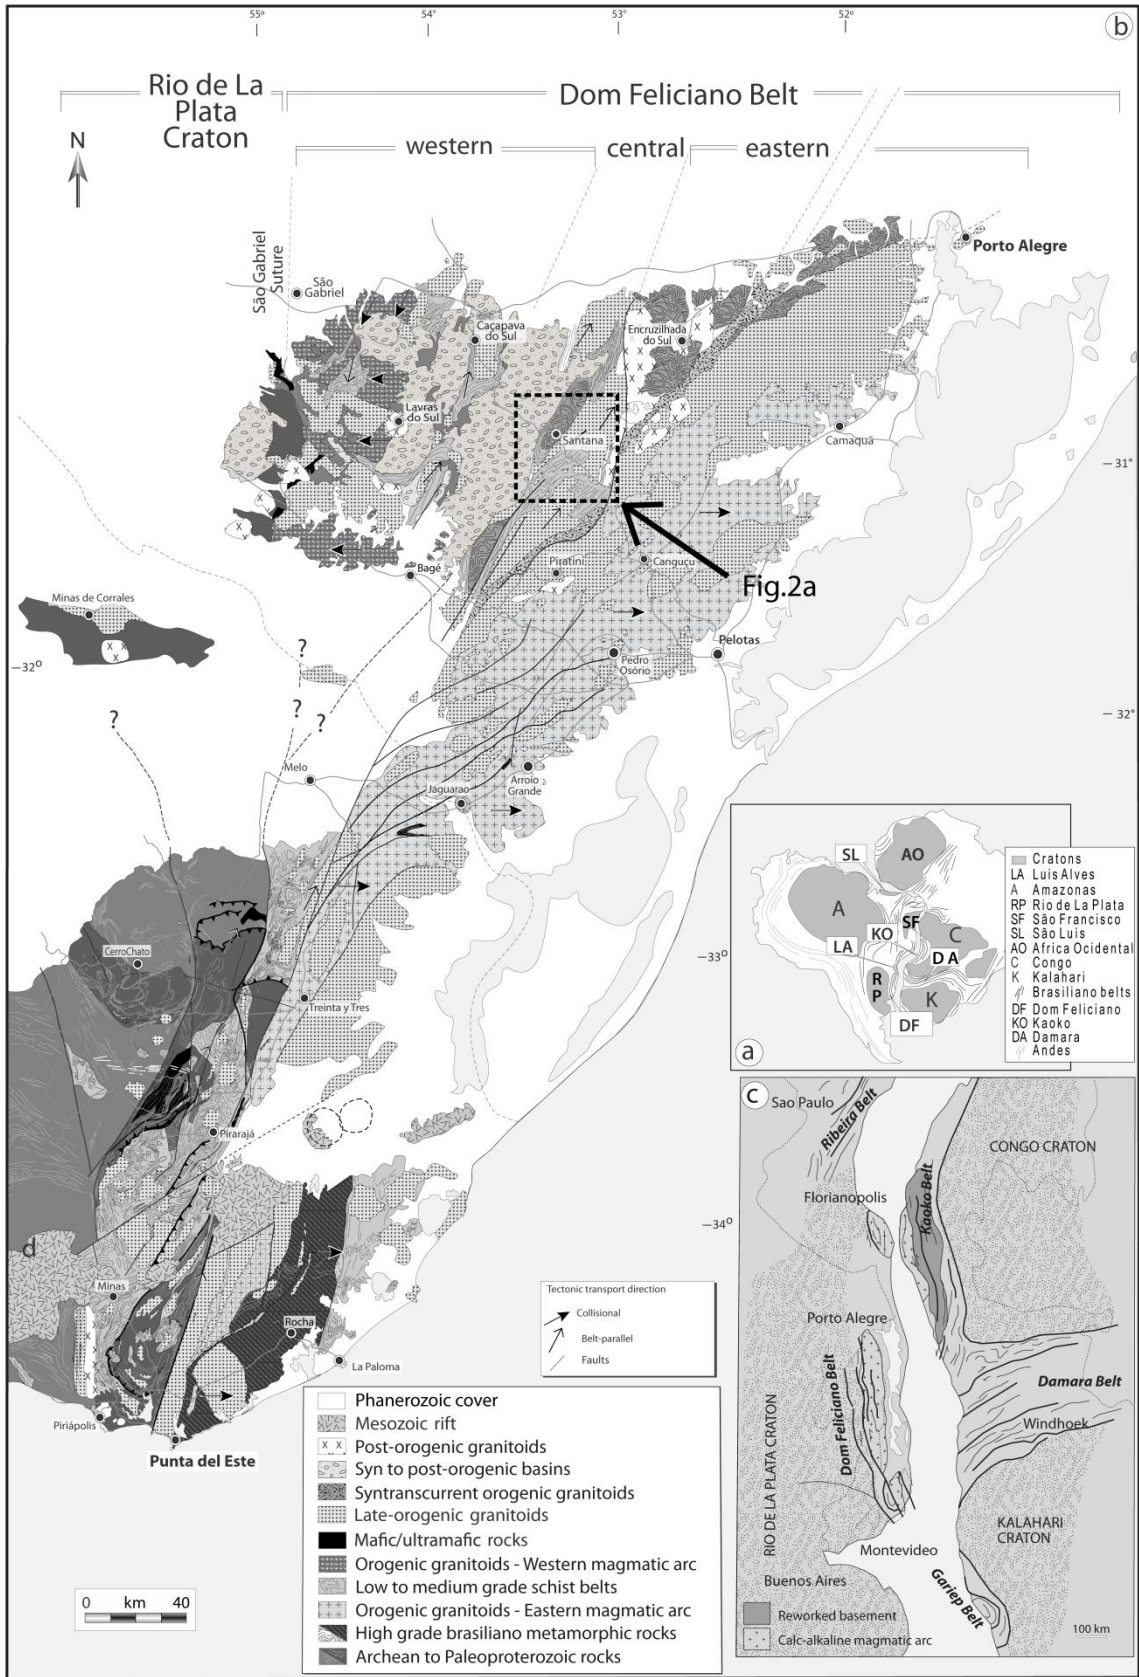 55º
54°
53°
52º
b
Rio de La
Plata
Craton
Dom Feliciano Belt
N
western
central
eastern
São Gabriel
Suture
Porto Alegre
São
Gabriel
Caçapava
do Sul
Encruzilhada
do Sul
Lavras
do Sul
Santana
Camaquã
−31°
Bagé
Piratini
Canguçu
Fig.2a
Minas de Corrales
?
?
?
?
Pedro
Osório
Pelotas
−32º
−32°
Melo
Jaguarao
Arroio
Grande
CerroChato
Treinta y Tres
−33°
Pirarajá
−34°
d
Minas
Rocha
La Paloma
Piriápolis
Punta del Este
SL
AO
A
KO
SF
C
LA
D A
R
P
K
DF
a
Cratons
LA Luis Alves
A Amazonas
RP Rio de La Plata
SF São Francisco
SL São Luis
AO Africa Ocidental
C Congo
K Kalahari
Brasiliano belts
DF Dom Feliciano
KO Kaoko
DA Damara
Andes
c
Sao Paulo
Ribeira Belt
CONGO CRATON
Kaoko Belt
Florianopolis
Porto Alegre
Dom Feliciano Belt
Damara Belt
Windhoek
RIO DE LA PLATA CRATON
KALAHARI
CRATON
Montevideo
Buenos Aires
Gariep Belt
Reworked basement
Calc-alkaline magmatic arc
100 km
Tectonic transport direction
Collisional
Belt-parallel
Faults
Phanerozoic cover
Mesozoic rift
X X Post-orogenic granitoids
Syn to post-orogenic basins
Syntranscurrent orogenic granitoids
Late-orogenic granitoids
Mafic/ultramafic rocks
Orogenic granitoids - Western magmatic arc
Low to medium grade schist belts
Orogenic granitoids - Eastern magmatic arc
High grade brasiliano metamorphic rocks
Archean to Paleoproterozoic rocks
0 km 40